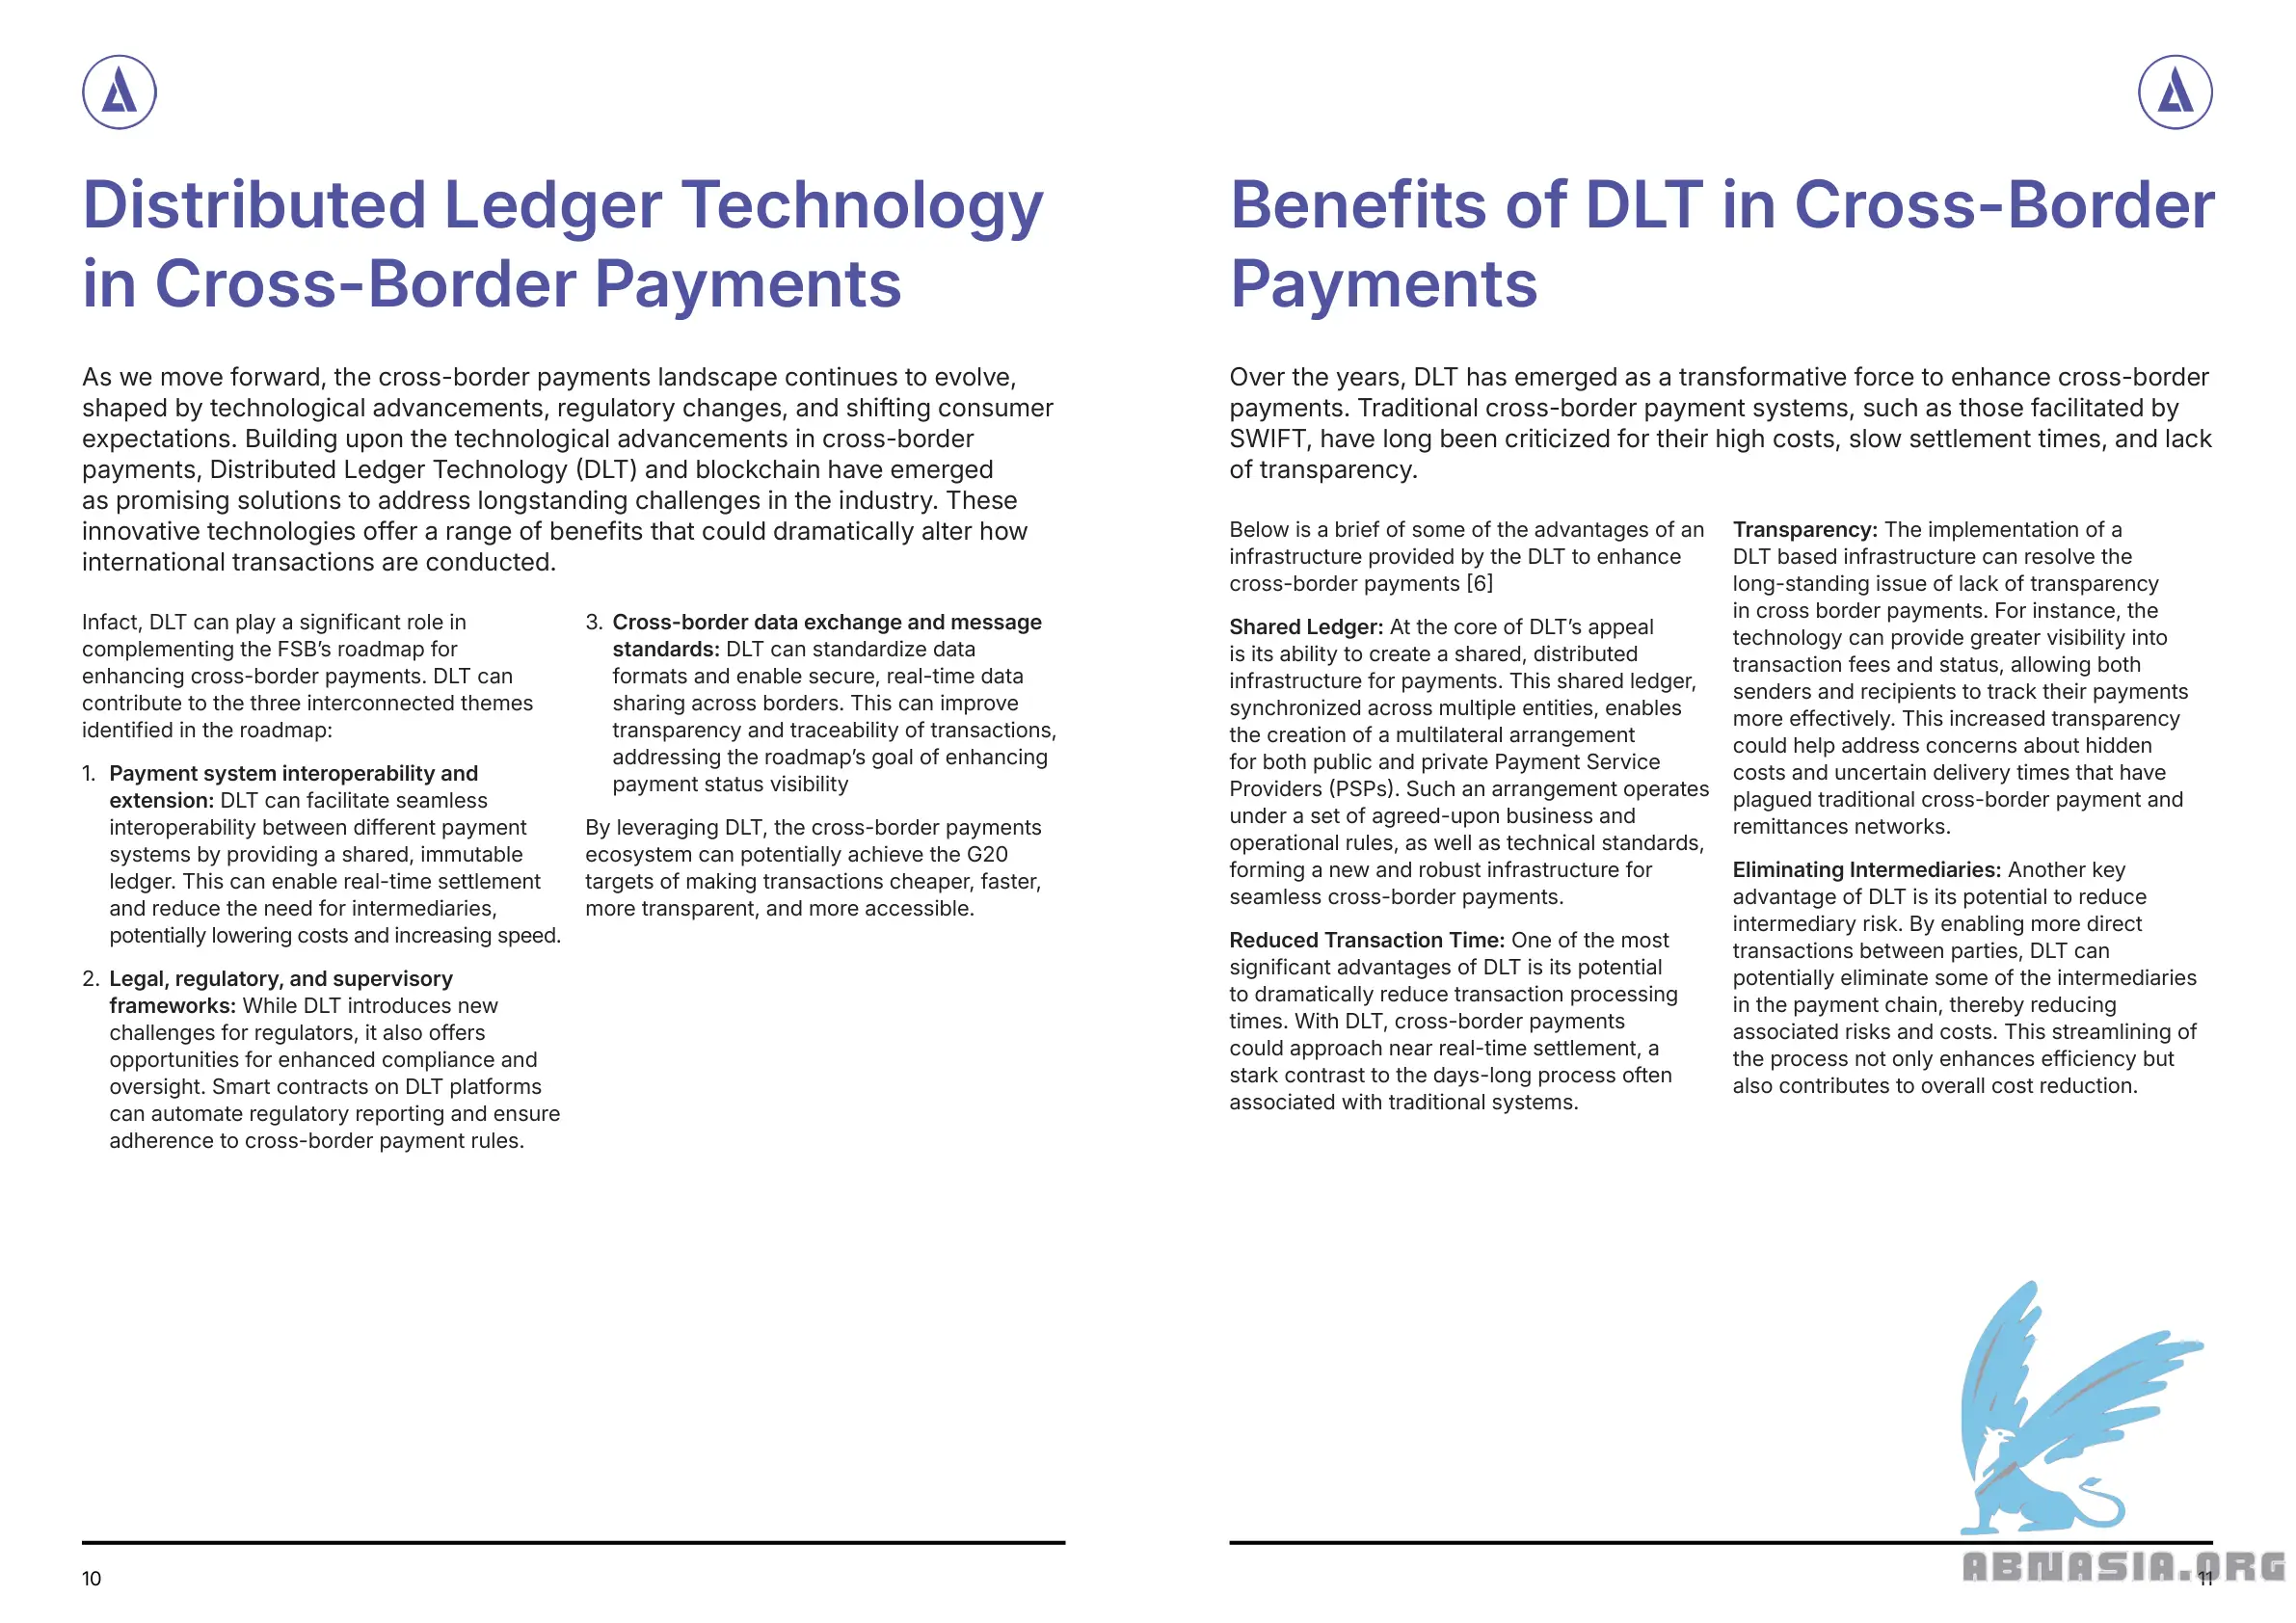 Distributed Ledger Technology
in Cross-Border Payments
As we move forward, the cross-border payments landscape continues to evolve,
shaped by technological advancements, regulatory changes, and shifting consumer
expectations. Building upon the technological advancements in cross-border
payments, Distributed Ledger Technology (DLT) and blockchain have emerged
as promising solutions to address longstanding challenges in the industry. These
innovative technologies offer a range of benefits that could dramatically alter how
international transactions are conducted.
Infact, DLT can play a significant role in
complementing the FSB’s roadmap for
enhancing cross-border payments. DLT can
contribute to the three interconnected themes
identified in the roadmap:
1. Payment system interoperability and
extension: DLT can facilitate seamless
interoperability between different payment
systems by providing a shared, immutable
ledger. This can enable real-time settlement
and reduce the need for intermediaries,
potentially lowering costs and increasing speed.
2. Legal, regulatory, and supervisory
frameworks: While DLT introduces new
challenges for regulators, it also offers
opportunities for enhanced compliance and
oversight. Smart contracts on DLT platforms
can automate regulatory reporting and ensure
adherence to cross-border payment rules.
3. Cross-border data exchange and message
standards: DLT can standardize data
formats and enable secure, real-time data
sharing across borders. This can improve
transparency and traceability of transactions,
addressing the roadmap’s goal of enhancing
payment status visibility
By leveraging DLT, the cross-border payments
ecosystem can potentially achieve the G20
targets of making transactions cheaper, faster,
more transparent, and more accessible.
10
Benefits of DLT in Cross-Border
Payments
Over the years, DLT has emerged as a transformative force to enhance cross-border
payments. Traditional cross-border payment systems, such as those facilitated by
SWIFT, have long been criticized for their high costs, slow settlement times, and lack
of transparency.
Below is a brief of some of the advantages of an
infrastructure provided by the DLT to enhance
cross-border payments [6]
Shared Ledger: At the core of DLT’s appeal
is its ability to create a shared, distributed
infrastructure for payments. This shared ledger,
synchronized across multiple entities, enables
the creation of a multilateral arrangement
for both public and private Payment Service
Providers (PSPs). Such an arrangement operates
under a set of agreed-upon business and
operational rules, as well as technical standards,
forming a new and robust infrastructure for
seamless cross-border payments.
Reduced Transaction Time: One of the most
significant advantages of DLT is its potential
to dramatically reduce transaction processing
times. With DLT, cross-border payments
could approach near real-time settlement, a
stark contrast to the days-long process often
associated with traditional systems.
Transparency: The implementation of a
DLT based infrastructure can resolve the
long-standing issue of lack of transparency
in cross border payments. For instance, the
technology can provide greater visibility into
transaction fees and status, allowing both
senders and recipients to track their payments
more effectively. This increased transparency
could help address concerns about hidden
costs and uncertain delivery times that have
plagued traditional cross-border payment and
remittances networks.
Eliminating Intermediaries: Another key
advantage of DLT is its potential to reduce
intermediary risk. By enabling more direct
transactions between parties, DLT can
potentially eliminate some of the intermediaries
in the payment chain, thereby reducing
associated risks and costs. This streamlining of
the process not only enhances efficiency but
also contributes to overall cost reduction.
ABNASIA.ORG
11